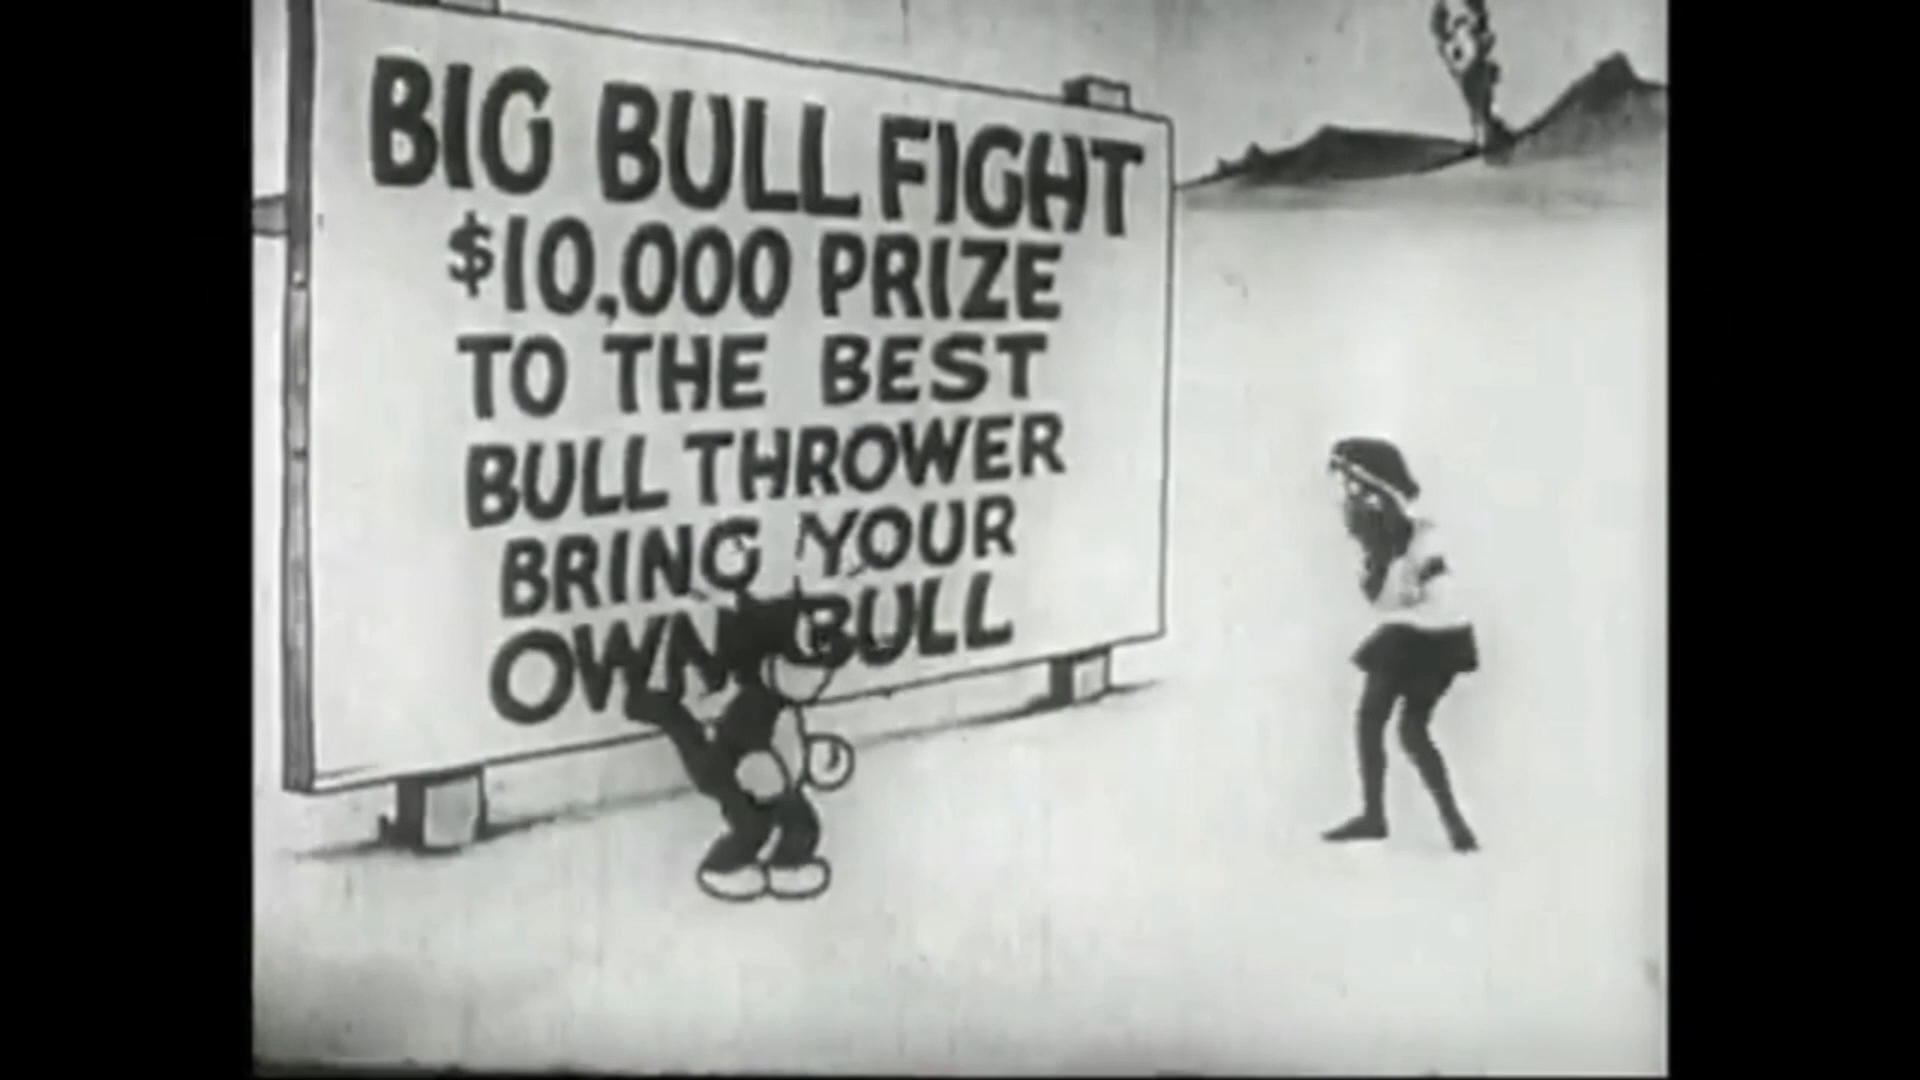 BIG BULL FIGHT
$10,000 PRIZE
TO THE BEST
BULL THROWER
BRING YOUR
OWN BULL